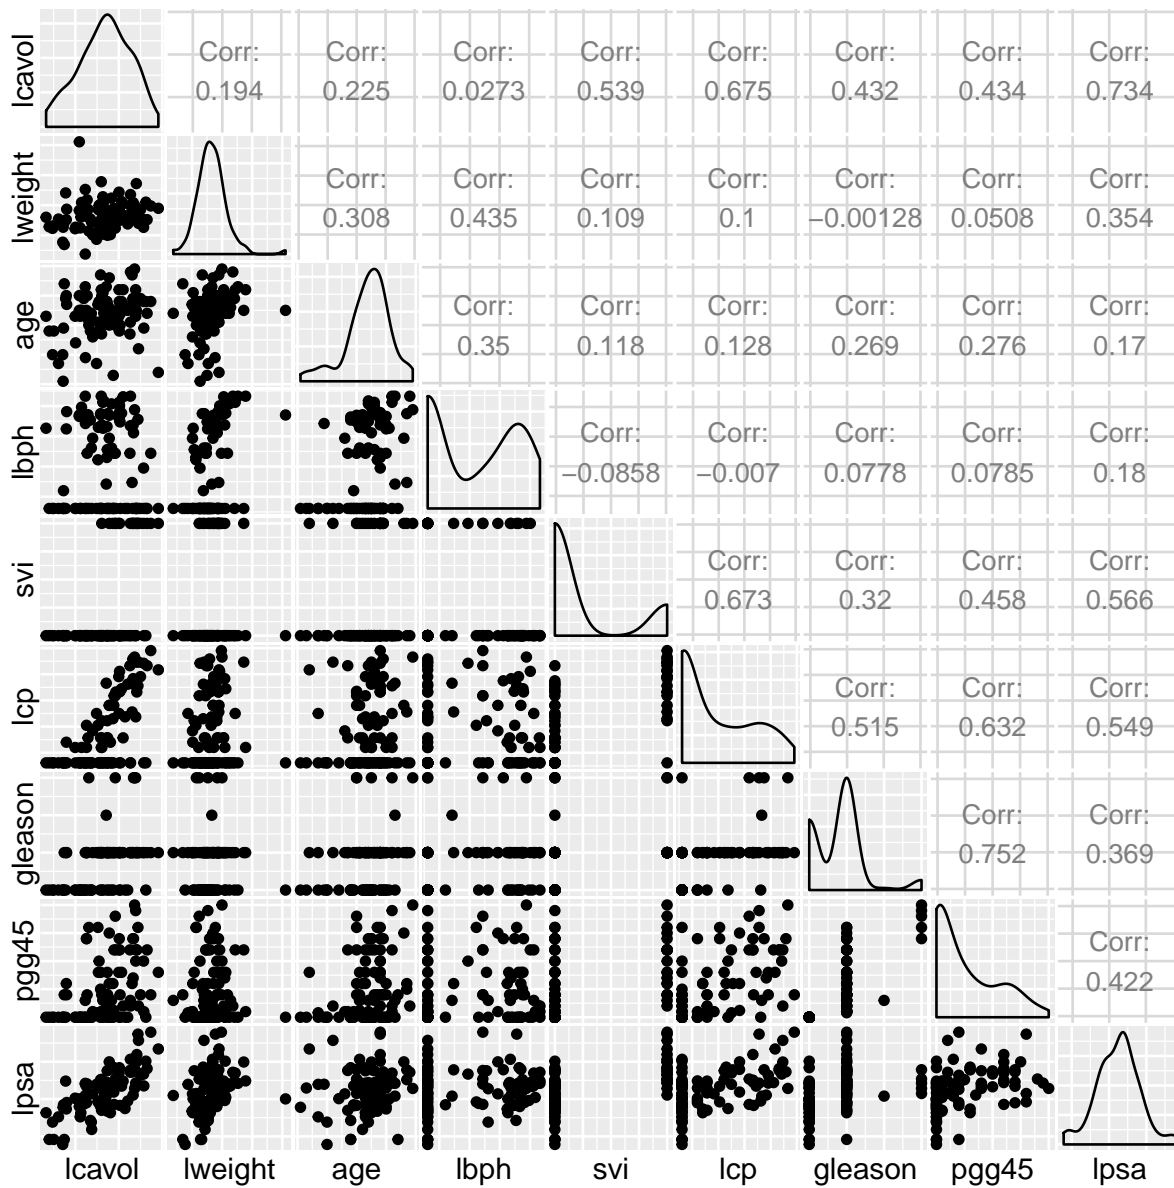 lcavol
Corr: Corr: Corr: Corr: Corr: Corr: Corr: Corr:
0.194 0.225 0.0273 0.539 0.675 0.432 0.434 0.734
lweight
Corr: Corr: Corr: Corr: Corr: Corr: Corr:
0.308 0.435 0.109 0.1 −0.00128 0.0508 0.354
age
Corr: Corr: Corr: Corr: Corr: Corr:
0.35 0.118 0.128 0.269 0.276 0.17
lbph
Corr: Corr: Corr: Corr: Corr:
−0.0858 −0.007 0.0778 0.0785 0.18
svi
Corr: Corr: Corr: Corr:
0.673 0.32 0.458 0.566
lcp
Corr: Corr: Corr:
0.515 0.632 0.549
gleason
Corr: Corr:
0.752 0.369
pgg45
Corr:
0.422
lpsa
lcavol lweight age lbph svi lcp gleason pgg45 lpsa